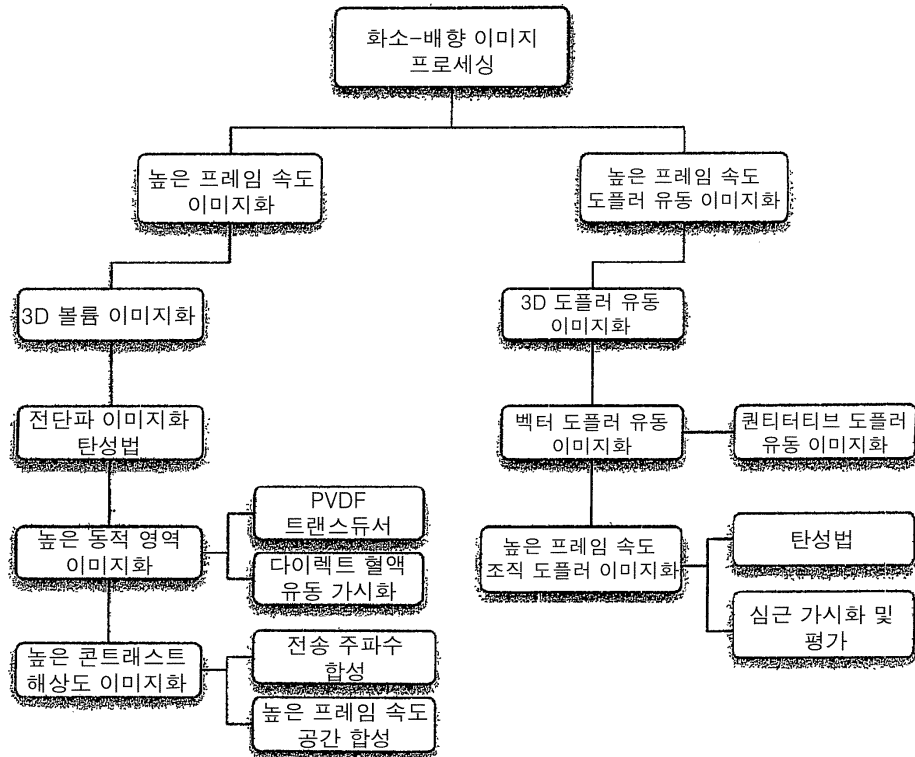 화소-배향 이미지
프로세싱
높은 프레임 속도
이미지화
높은 프레임 속도
도플러 유동 이미지화
3D 볼륨 이미지화
3D 도플러 유동
이미지화
전단파 이미지화
탄성법
벡터 도플러 유동
이미지화
퀀티터티브 도플러
유동 이미지화
높은 동적 영역
이미지화
PVDF
트랜스듀서
다이렉트 혈액
유동 가시화
높은 프레임 속도
조직 도플러 이미지화
탄성법
심근 가시화 및
평가
높은 콘트래스트
해상도 이미지화
전송 주파수
합성
높은 프레임 속도
공간 합성